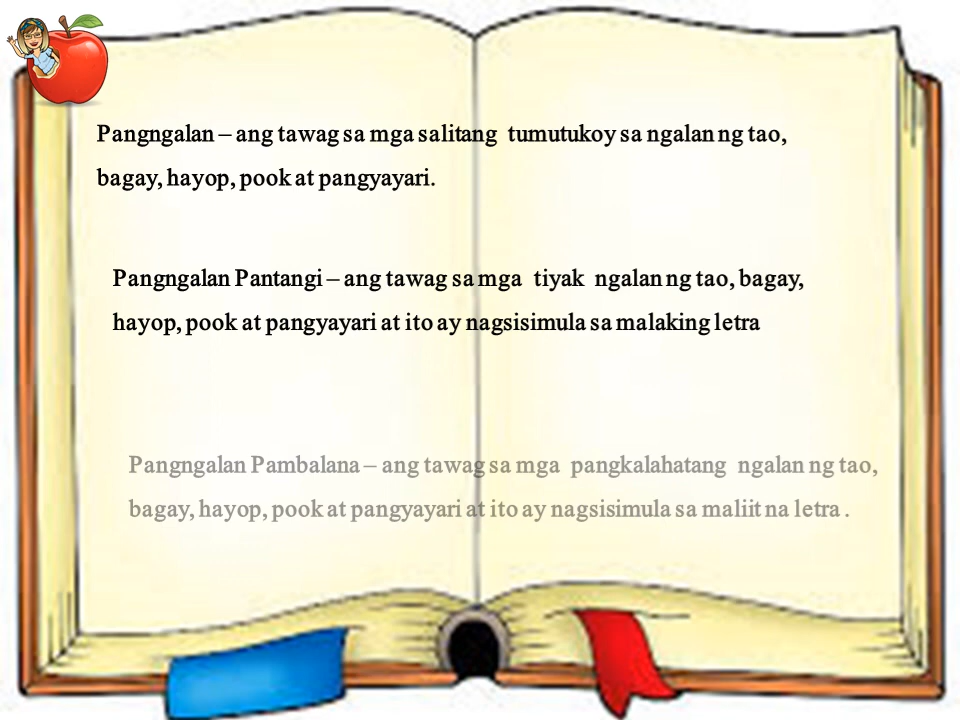 Pangngalan – ang tawag sa mga salitang tumutukoy sa ngalan ng tao,
bagay, hayop, pook at pangyayari.
Pangngalan Pantangi – ang tawag sa mga tiyak ngalan ng tao, bagay,
hayop, pook at pangyayari at ito ay nagsisimula sa malaking letra
Pangngalan Pambalana – ang tawag sa mga pangkalahatang ngalan ng tao,
bagay, hayop, pook at pangyayari at ito ay nagsisimula sa maliit na letra .